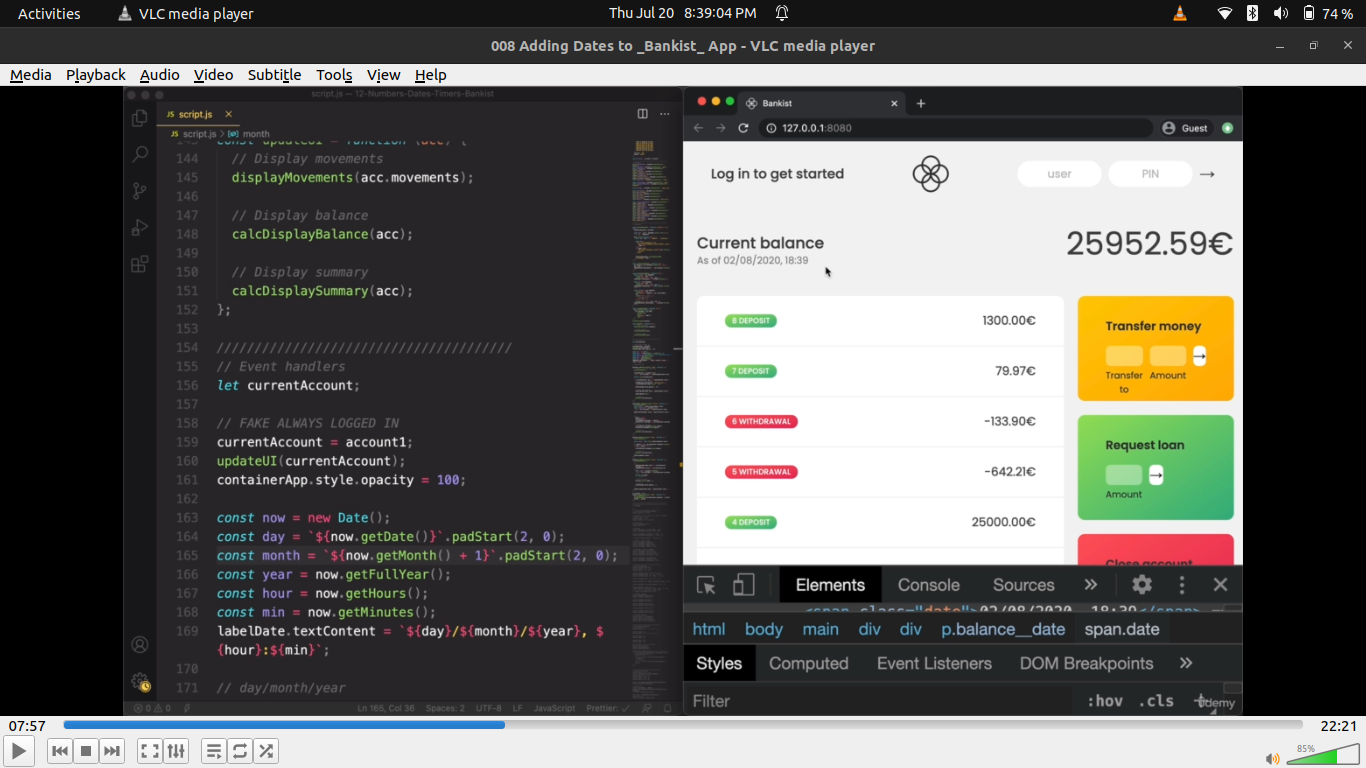 Activities
VLC media player
Thu Jul 20 8:39:04 PM
74 %
008 Adding Dates to _Bankist_ App - VLC media player
Media Playback Audio Video Subtitle Tools View Help
script.js — 12-Numbers-Dates-Timers-Bankist
JS script.js
JS script.js > month
144 // Display movements
145 displayMovements(acc.movements);
146
147 // Display balance
148 calcDisplayBalance(acc);
149
150 // Display summary
151 calcDisplaySummary(acc);
152 };
153
154 ///////////////////////////////////////
155 // Event handlers
156 let currentAccount;
157
158 // FAKE ALWAYS LOGGED IN
159 currentAccount = account1;
160 updateUI(currentAccount);
161 containerApp.style.opacity = 100;
162
163 const now = new Date();
164 const day = `${now.getDate()}`.padStart(2, 0);
165 const month = `${now.getMonth() + 1}`.padStart(2, 0);
166 const year = now.getFullYear();
167 const hour = now.getHours();
168 const min = now.getMinutes();
169 labelDate.textContent = `${day}/${month}/${year}, $
{hour}:${min}`;
170
171 // day/month/year
0 0 Ln 165, Col 36 Spaces: 2 UTF-8 LF JavaScript Prettier: ✓
Bankist
127.0.0.1:8080
Guest
Log in to get started
user
PIN
Current balance
As of 02/08/2020, 18:39
25952.59€
8 DEPOSIT 1300.00€
7 DEPOSIT 79.97€
6 WITHDRAWAL -133.90€
5 WITHDRAWAL -642.21€
4 DEPOSIT 25000.00€
Transfer money
Transfer to
Amount
Request loan
Amount
Close account
Elements Console Sources »
<span class="date">02/08/2020, 18:39</span>
html body main div div p.balance__date span.date
Styles Computed Event Listeners DOM Breakpoints »
Filter :hov .cls +
Udemy
07:57
22:21
85%